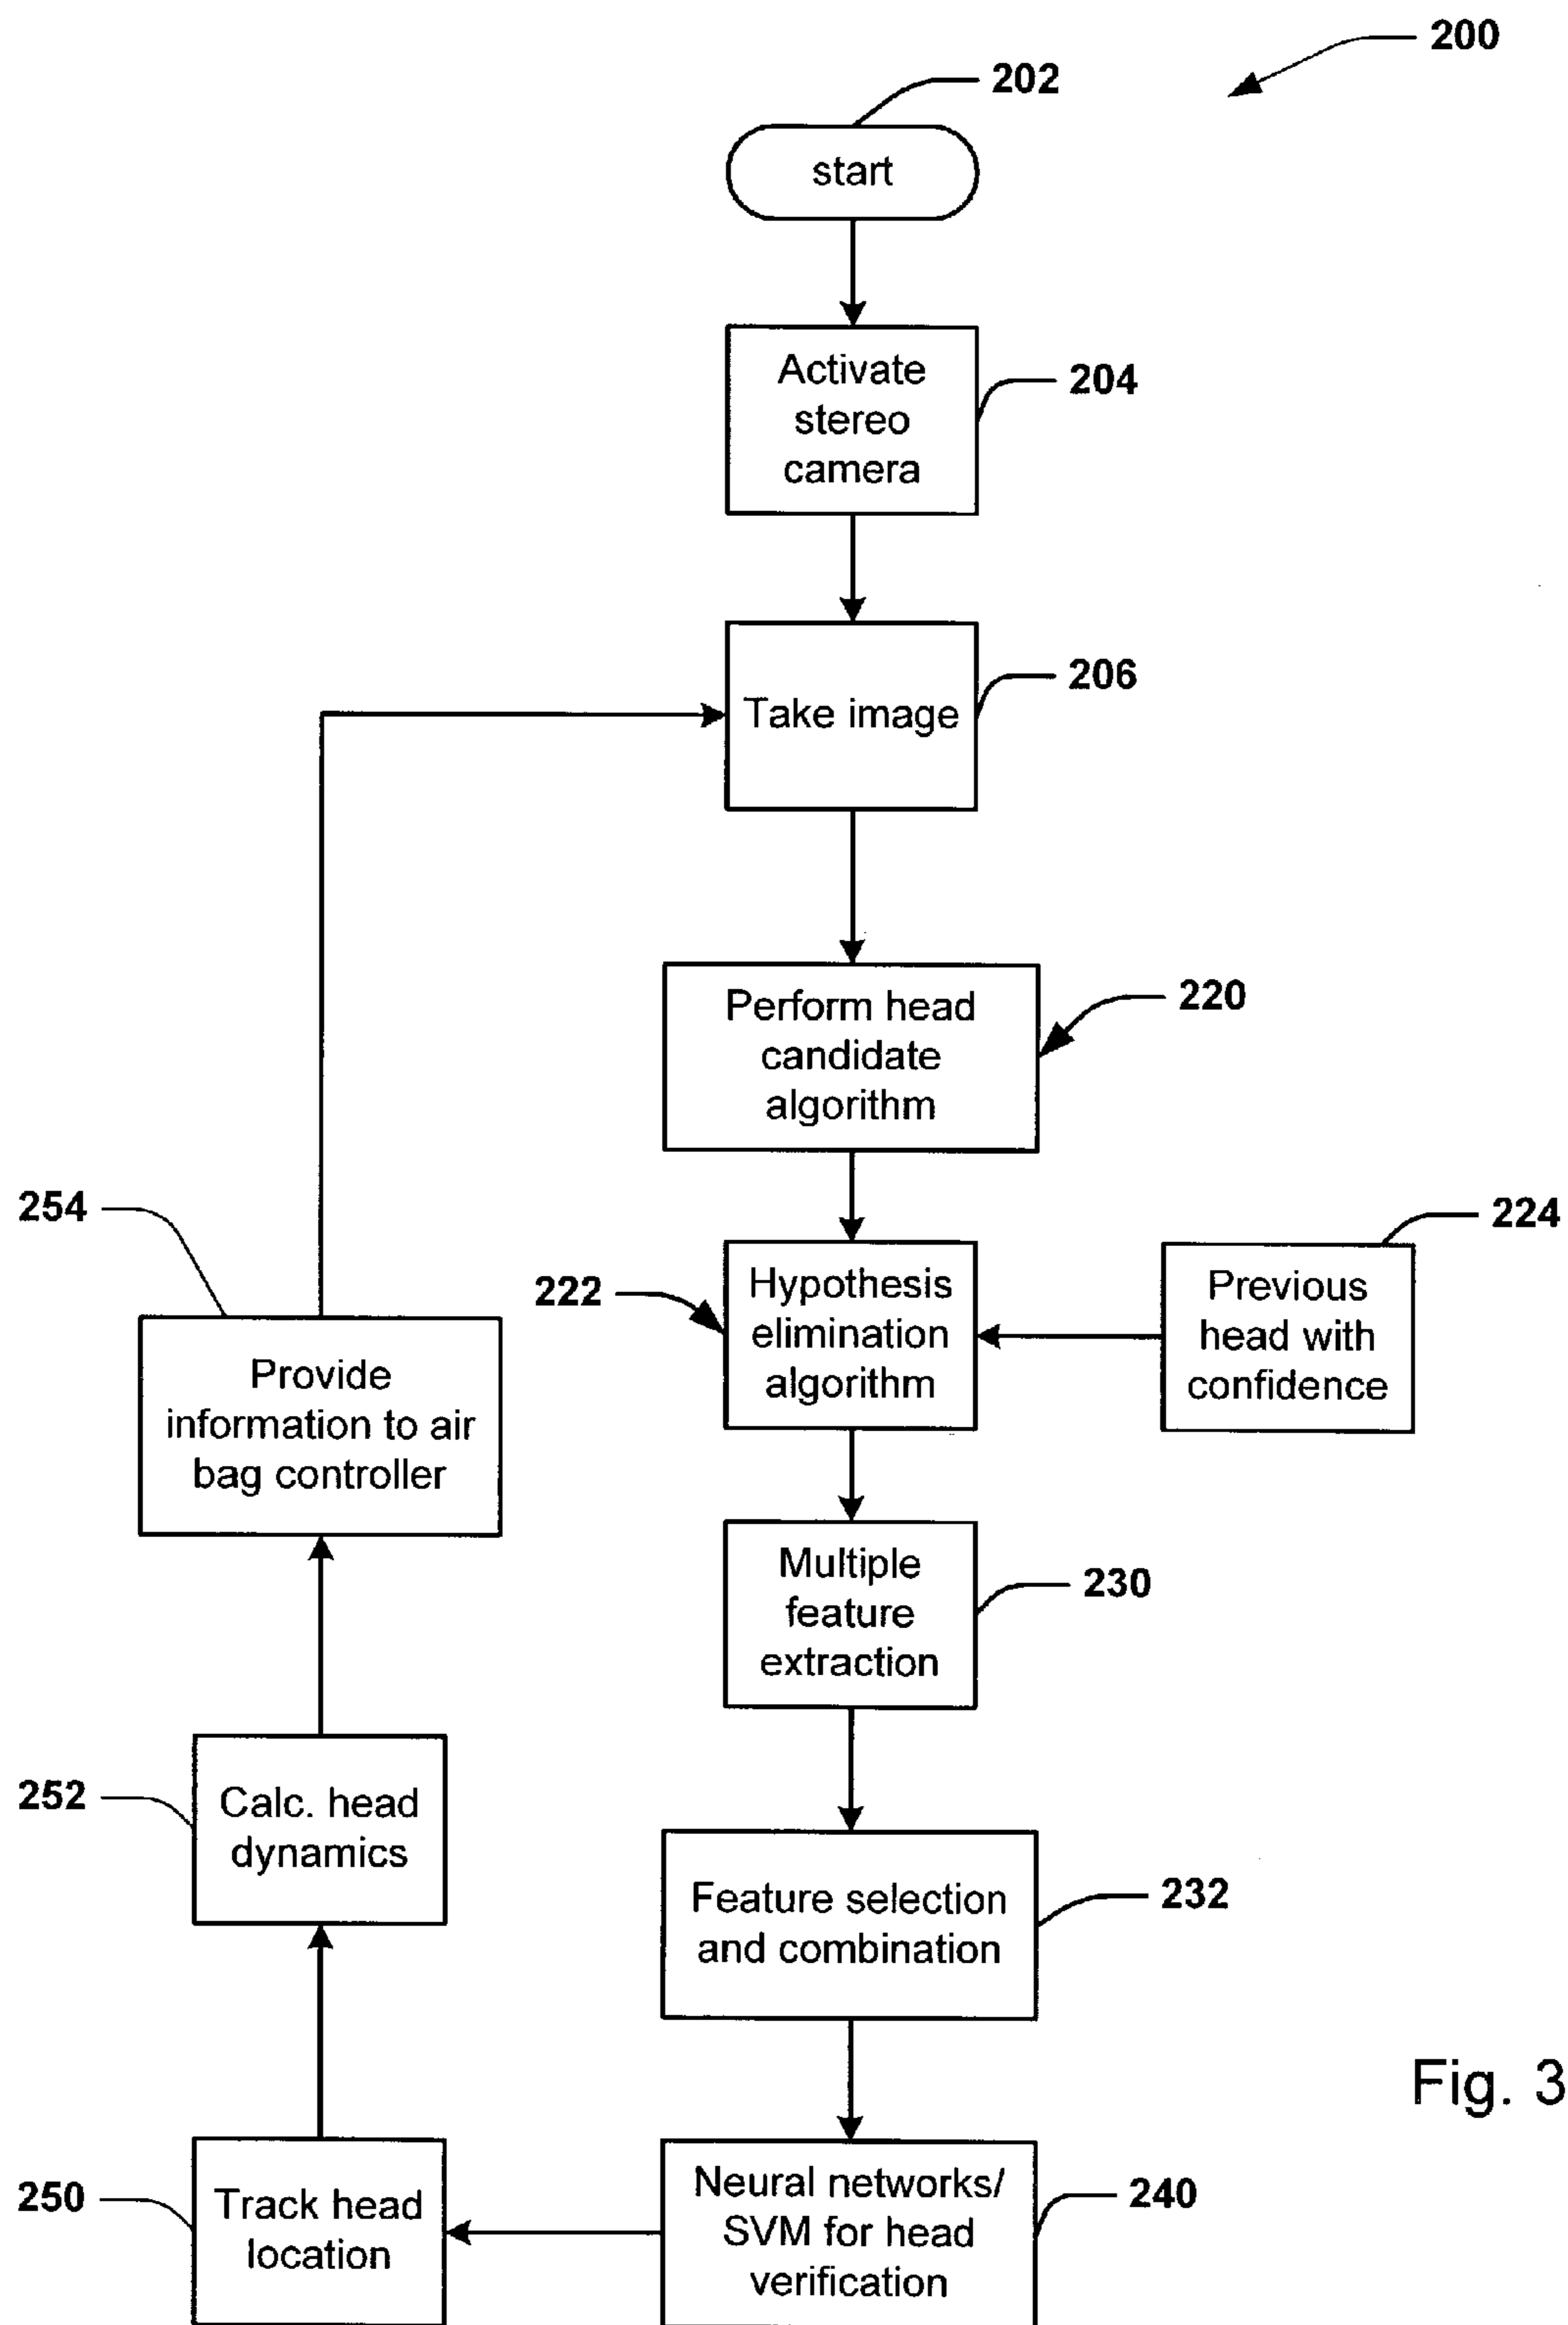 200
202
start
Activate
stereo
camera
204
Take image
206
Perform head
candidate
algorithm
220
254
224
222
Hypothesis
elimination
algorithm
Previous
head with
confidence
Provide
information to air
bag controller
Multiple
feature
extraction
230
252
Calc. head
dynamics
Feature selection
and combination
232
Fig. 3
250
Track head
location
Neural networks/
SVM for head
verification
240